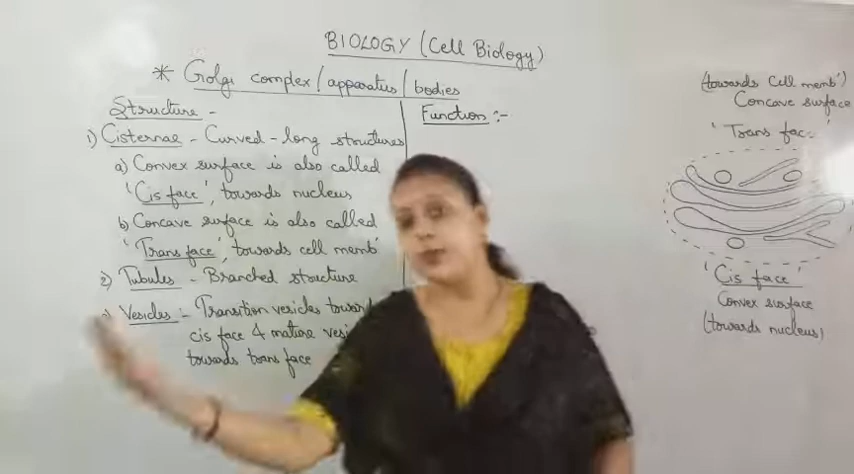 BIOLOGY (Cell Biology)
* Golgi complex / apparatus / bodies
Structure -
1) Cisternae - Curved - long structures
a) Convex surface is also called
'Cis face', towards nucleus
b) Concave surface is also called
'Trans face', towards cell memb'
2) Tubules - Branched structure
Vesicles :- Transition vesicles
cis face & mature
towards trans face
Function :-
(towards Cell memb')
Concave surface
'Trans
'Cis face'
Convex surface
(towards nucleus)